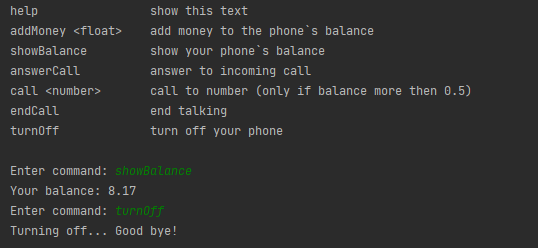 help                show this text
addMoney <float>    add money to the phone`s balance
showBalance         show your phone`s balance
answerCall          answer to incoming call
call <number>       call to number (only if balance more then 0.5)
endCall             end talking
turnOff             turn off your phone

Enter command: showBalance
Your balance: 8.17
Enter command: turnOff
Turning off... Good bye!